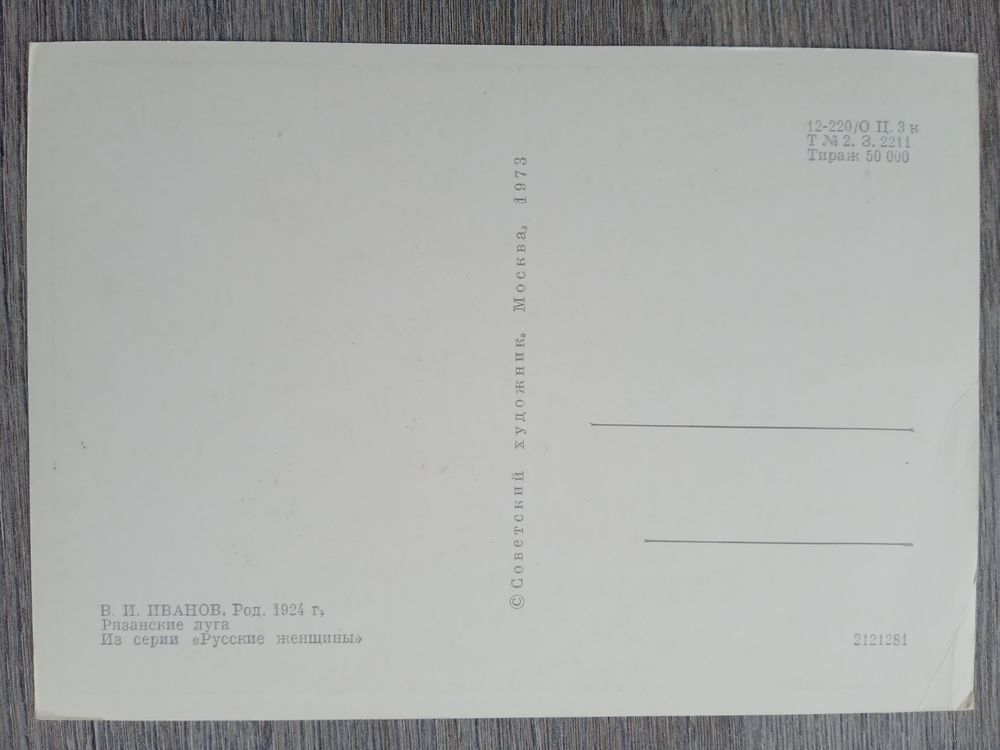 12-220/О Ц. 3 к
Т № 2. З. 2211
Тираж 50 000
© Советский художник. Москва, 1973
В. И. ИВАНОВ. Род. 1924 г,
Рязанские луга
Из серии «Русские женщины»
2121281